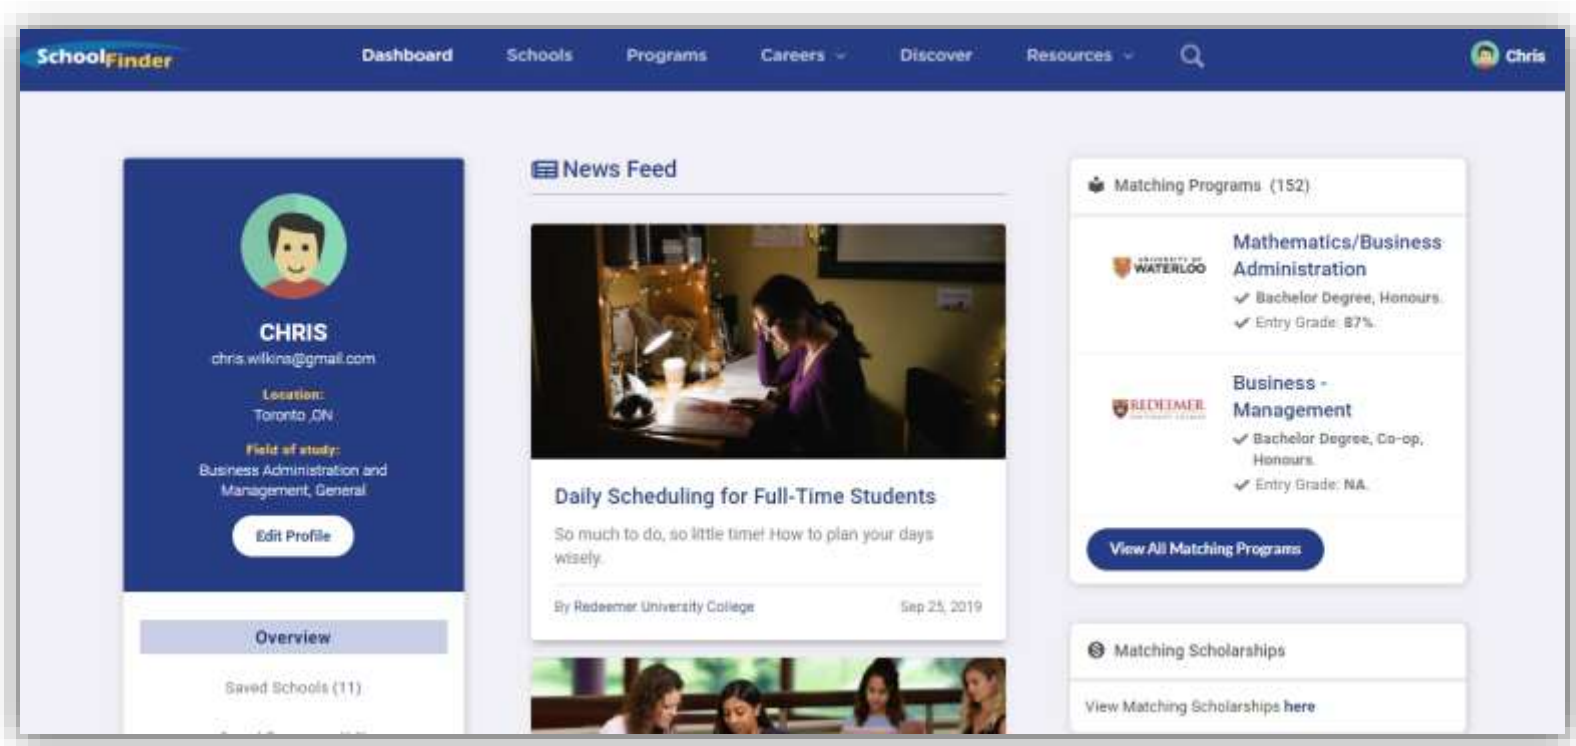 SchoolFinder
Dashboard
Schools
Programs
Careers
Discover
Resources
Chris
CHRIS
chris.wilkins@gmail.com
Location:
Toronto ,ON
Field of study:
Business Administration and
Management, General
Edit Profile
Overview
Saved Schools (11)
News Feed
Daily Scheduling for Full-Time Students
So much to do, so little time! How to plan your days
wisely.
By Redeemer University College
Sep 25, 2019
Matching Programs (152)
UNIVERSITY OF
WATERLOO
Mathematics/Business
Administration
Bachelor Degree, Honours.
Entry Grade: 87%.
REDEEMER
UNIVERSITY COLLEGE
Business -
Management
Bachelor Degree, Co-op,
Honours.
Entry Grade: NA.
View All Matching Programs
Matching Scholarships
View Matching Scholarships here